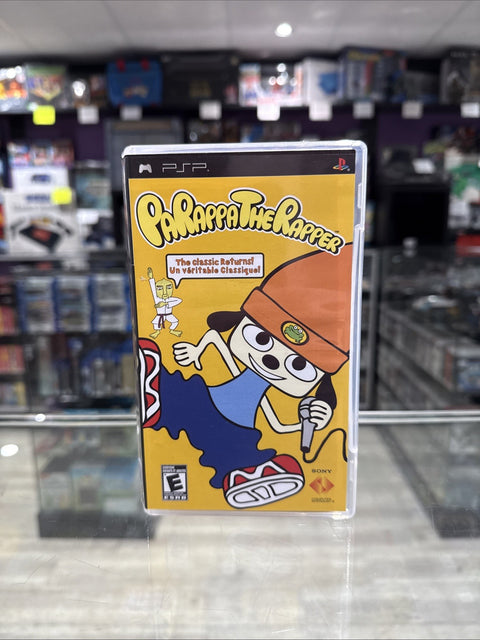 PSP
PARAPPA THE RAPPER
The classic Returns!
Un véritable Classique!
E
ESRB
SONY